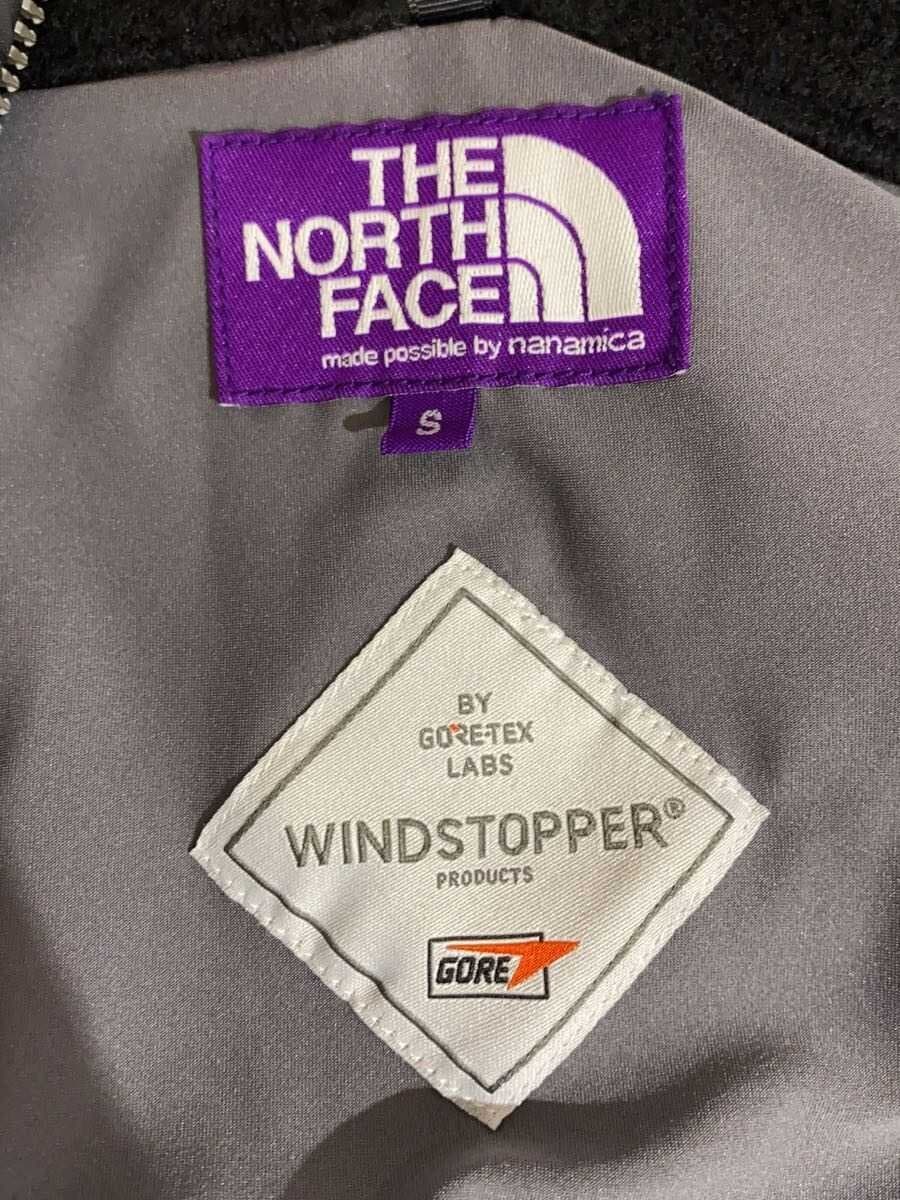 THE
NORTH
FACE
made possible by nanamica
S
BY
GORE-TEX
LABS
WINDSTOPPER®
PRODUCTS
GORE